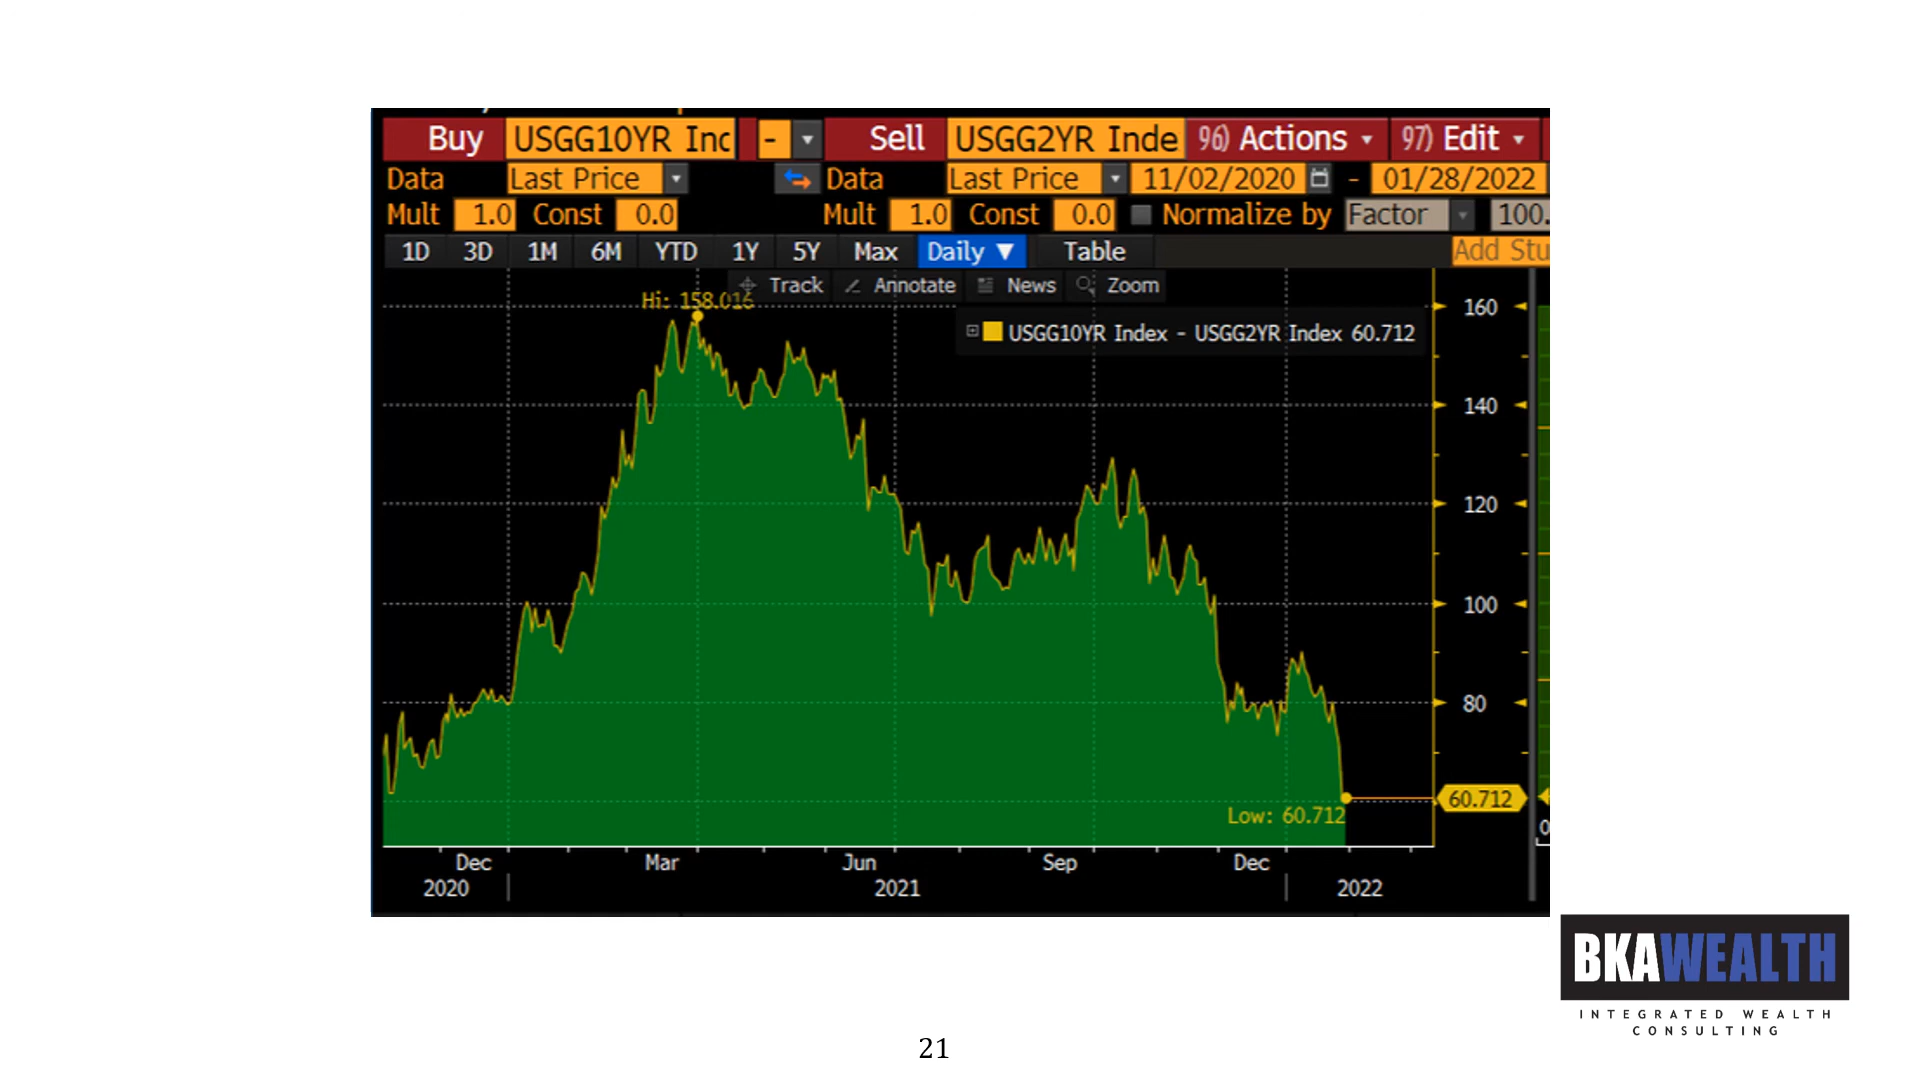 Buy USGG10YR Inc - Sell USGG2YR Inde 96) Actions 97) Edit
Data Last Price Data Last Price 11/02/2020 - 01/28/2022
Mult 1.0 Const 0.0 Mult 1.0 Const 0.0 Normalize by Factor 100.
1D 3D 1M 6M YTD 1Y 5Y Max Daily ▼ Table Add Stu
Track Annotate News Zoom
Hi: 158.016
USGG10YR Index - USGG2YR Index 60.712
160
140
120
100
80
60.712
Low: 60.712
0
Dec Mar Jun Sep Dec
2020 2021 2022
BKAWEALTH
INTEGRATED WEALTH
CONSULTING
21